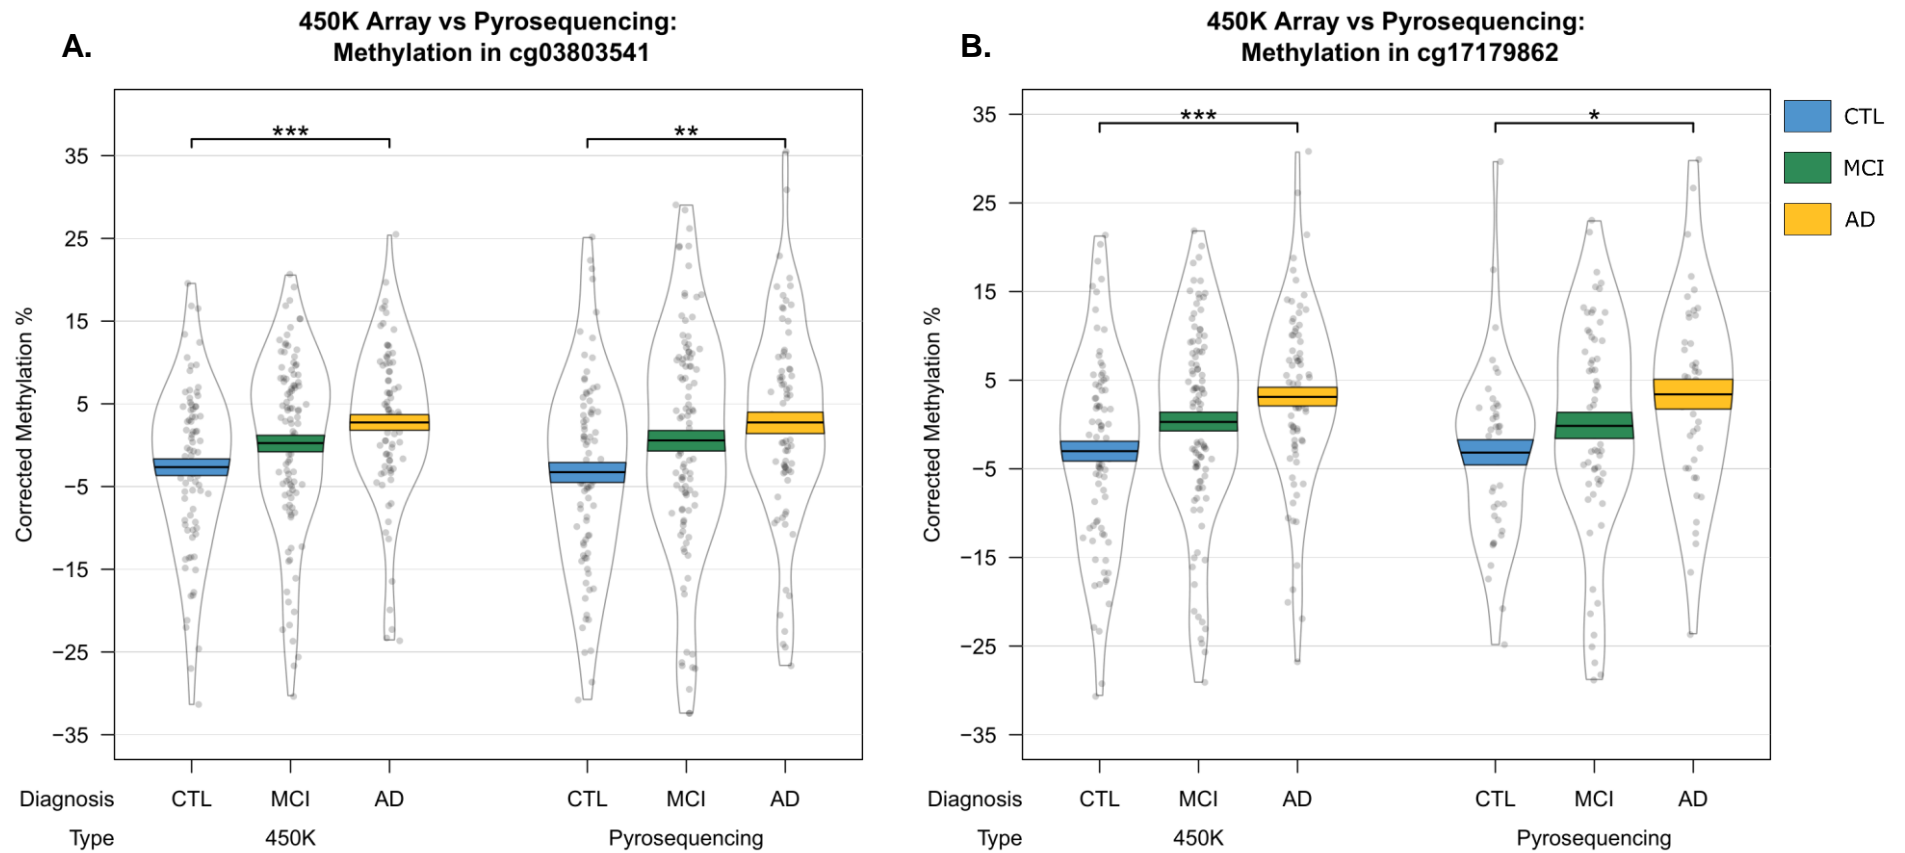 A.
450K Array vs Pyrosequencing:
Methylation in cg03803541
Corrected Methylation %
35
25
15
5
−5
−15
−25
−35
***
**
Diagnosis CTL MCI AD CTL MCI AD
Type 450K Pyrosequencing
B.
450K Array vs Pyrosequencing:
Methylation in cg17179862
Corrected Methylation %
35
25
15
5
−5
−15
−25
−35
***
*
Diagnosis CTL MCI AD CTL MCI AD
Type 450K Pyrosequencing
CTL
MCI
AD